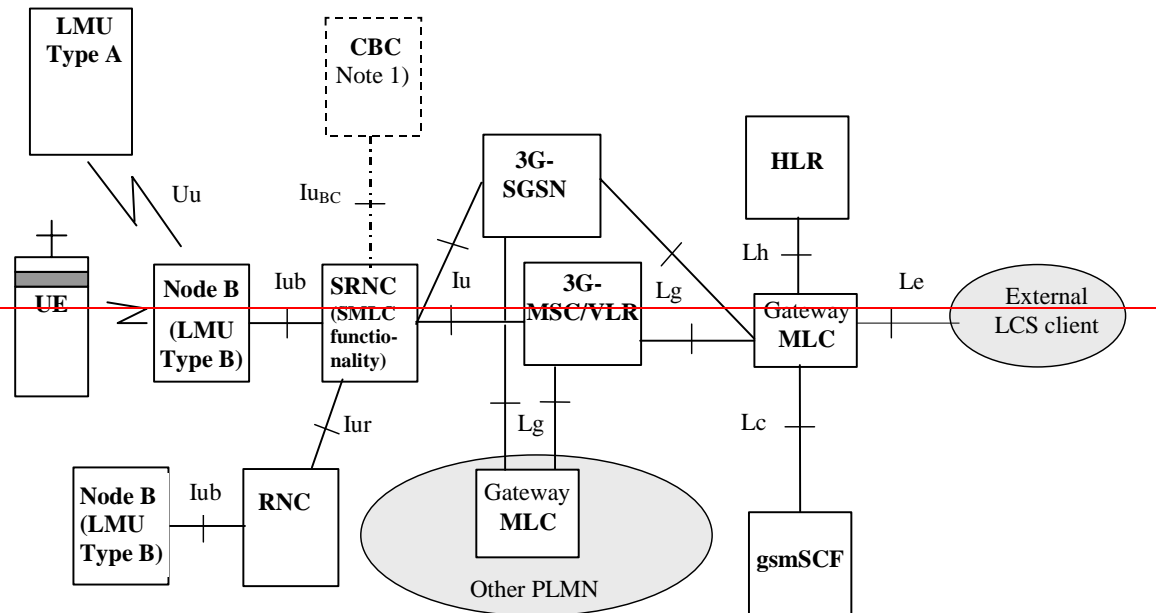 LMU
Type A
CBC
Note 1)
3G-
SGSN
HLR
Uu
Iu_BC
UE
Node B
(LMU
Type B)
Iub
SRNC
(SMLC
functio-
nality)
Iu
3G-
MSC/VLR
Lg
Lh
Gateway
MLC
Le
External
LCS client
Iur
Lg
Lc
Node B
(LMU
Type B)
Iub
RNC
Gateway
MLC
Other PLMN
gsmSCF